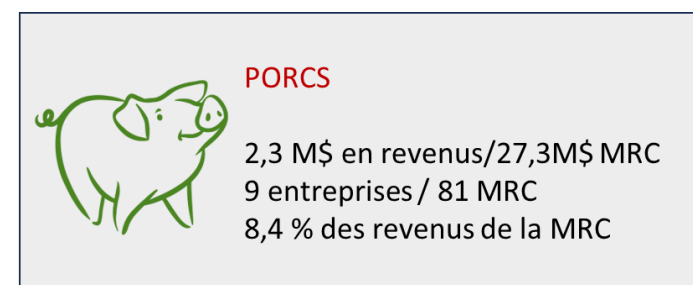 PORCS
2,3 M$ en revenus/27,3M$ MRC
9 entreprises / 81 MRC
8,4 % des revenus de la MRC